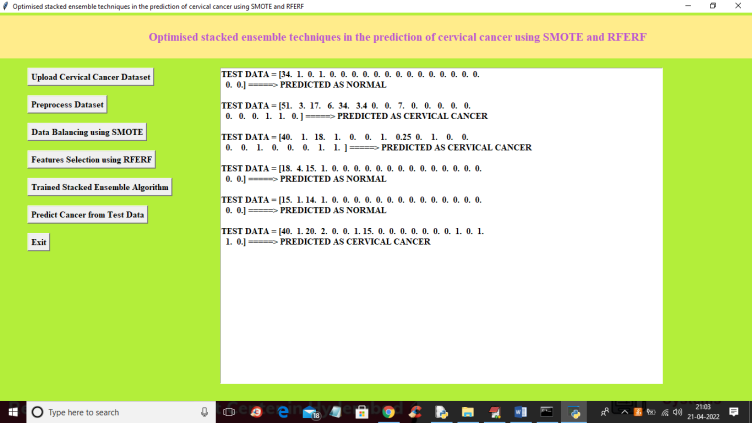 Optimised stacked ensemble techniques in the prediction of cervical cancer using SMOTE and RFERF
Optimised stacked ensemble techniques in the prediction of cervical cancer using SMOTE and RFERF
Upload Cervical Cancer Dataset
Preprocess Dataset
Data Balancing using SMOTE
Features Selection using RFERF
Trained Stacked Ensemble Algorithm
Predict Cancer from Test Data
Exit
TEST DATA = [34. 1. 0. 1. 0. 0. 0. 0. 0. 0. 0. 0. 0. 0. 0. 0. 0. 0.
0. 0.] =====> PREDICTED AS NORMAL
TEST DATA = [51. 3. 17. 6. 34. 3.4 0. 0. 7. 0. 0. 0. 0. 0.
0. 0. 0. 1. 1. 0. ] =====> PREDICTED AS CERVICAL CANCER
TEST DATA = [40. 1. 18. 1. 0. 0. 1. 0.25 0. 1. 0. 0.
0. 0. 1. 0. 0. 0. 1. 1. ] =====> PREDICTED AS CERVICAL CANCER
TEST DATA = [18. 4. 15. 1. 0. 0. 0. 0. 0. 0. 0. 0. 0. 0. 0. 0. 0. 0.
0. 0.] =====> PREDICTED AS NORMAL
TEST DATA = [15. 1. 14. 1. 0. 0. 0. 0. 0. 0. 0. 0. 0. 0. 0. 0. 0. 0.
0. 0.] =====> PREDICTED AS NORMAL
TEST DATA = [40. 1. 20. 2. 0. 0. 1. 15. 0. 0. 0. 0. 0. 0. 0. 1. 0. 1.
1. 0.] =====> PREDICTED AS CERVICAL CANCER
Type here to search
18
21:03
21-04-2022